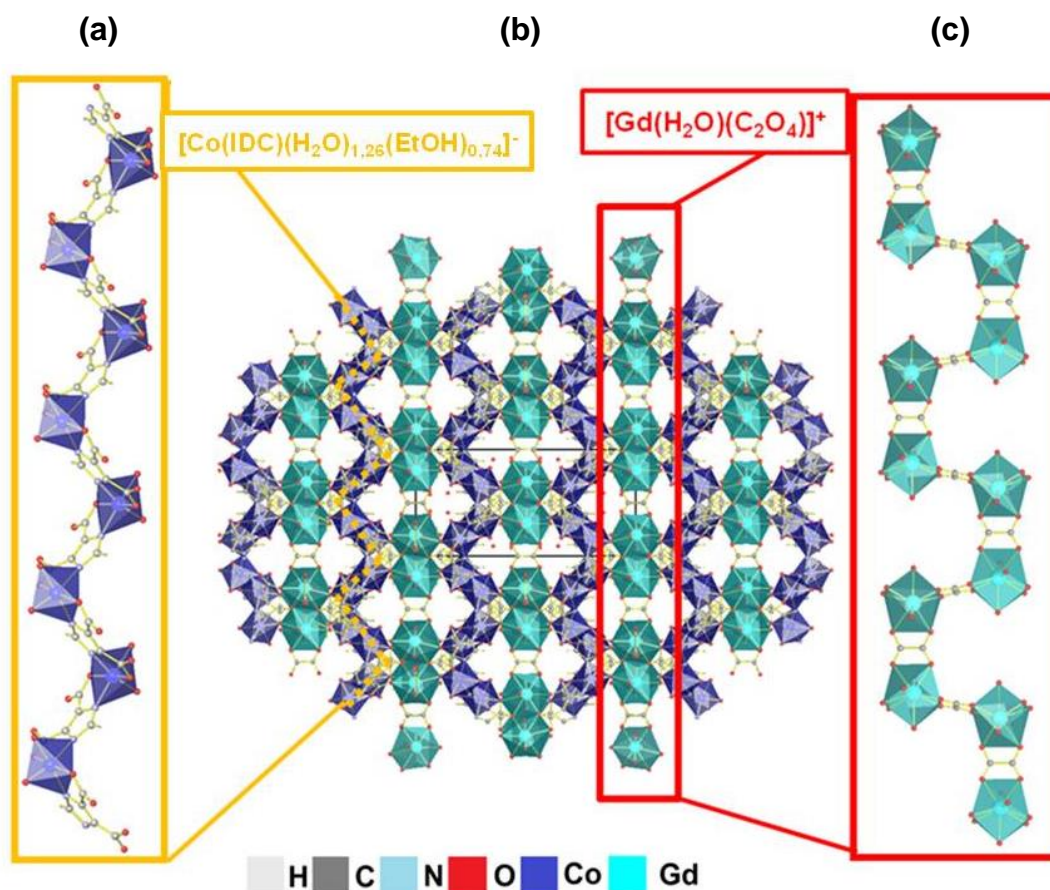 (a) (b) (c)
[Co(IDC)(H₂O)₁,₂₆(EtOH)₀,₇₄]⁻
[Gd(H₂O)(C₂O₄)]⁺
H C N O Co Gd